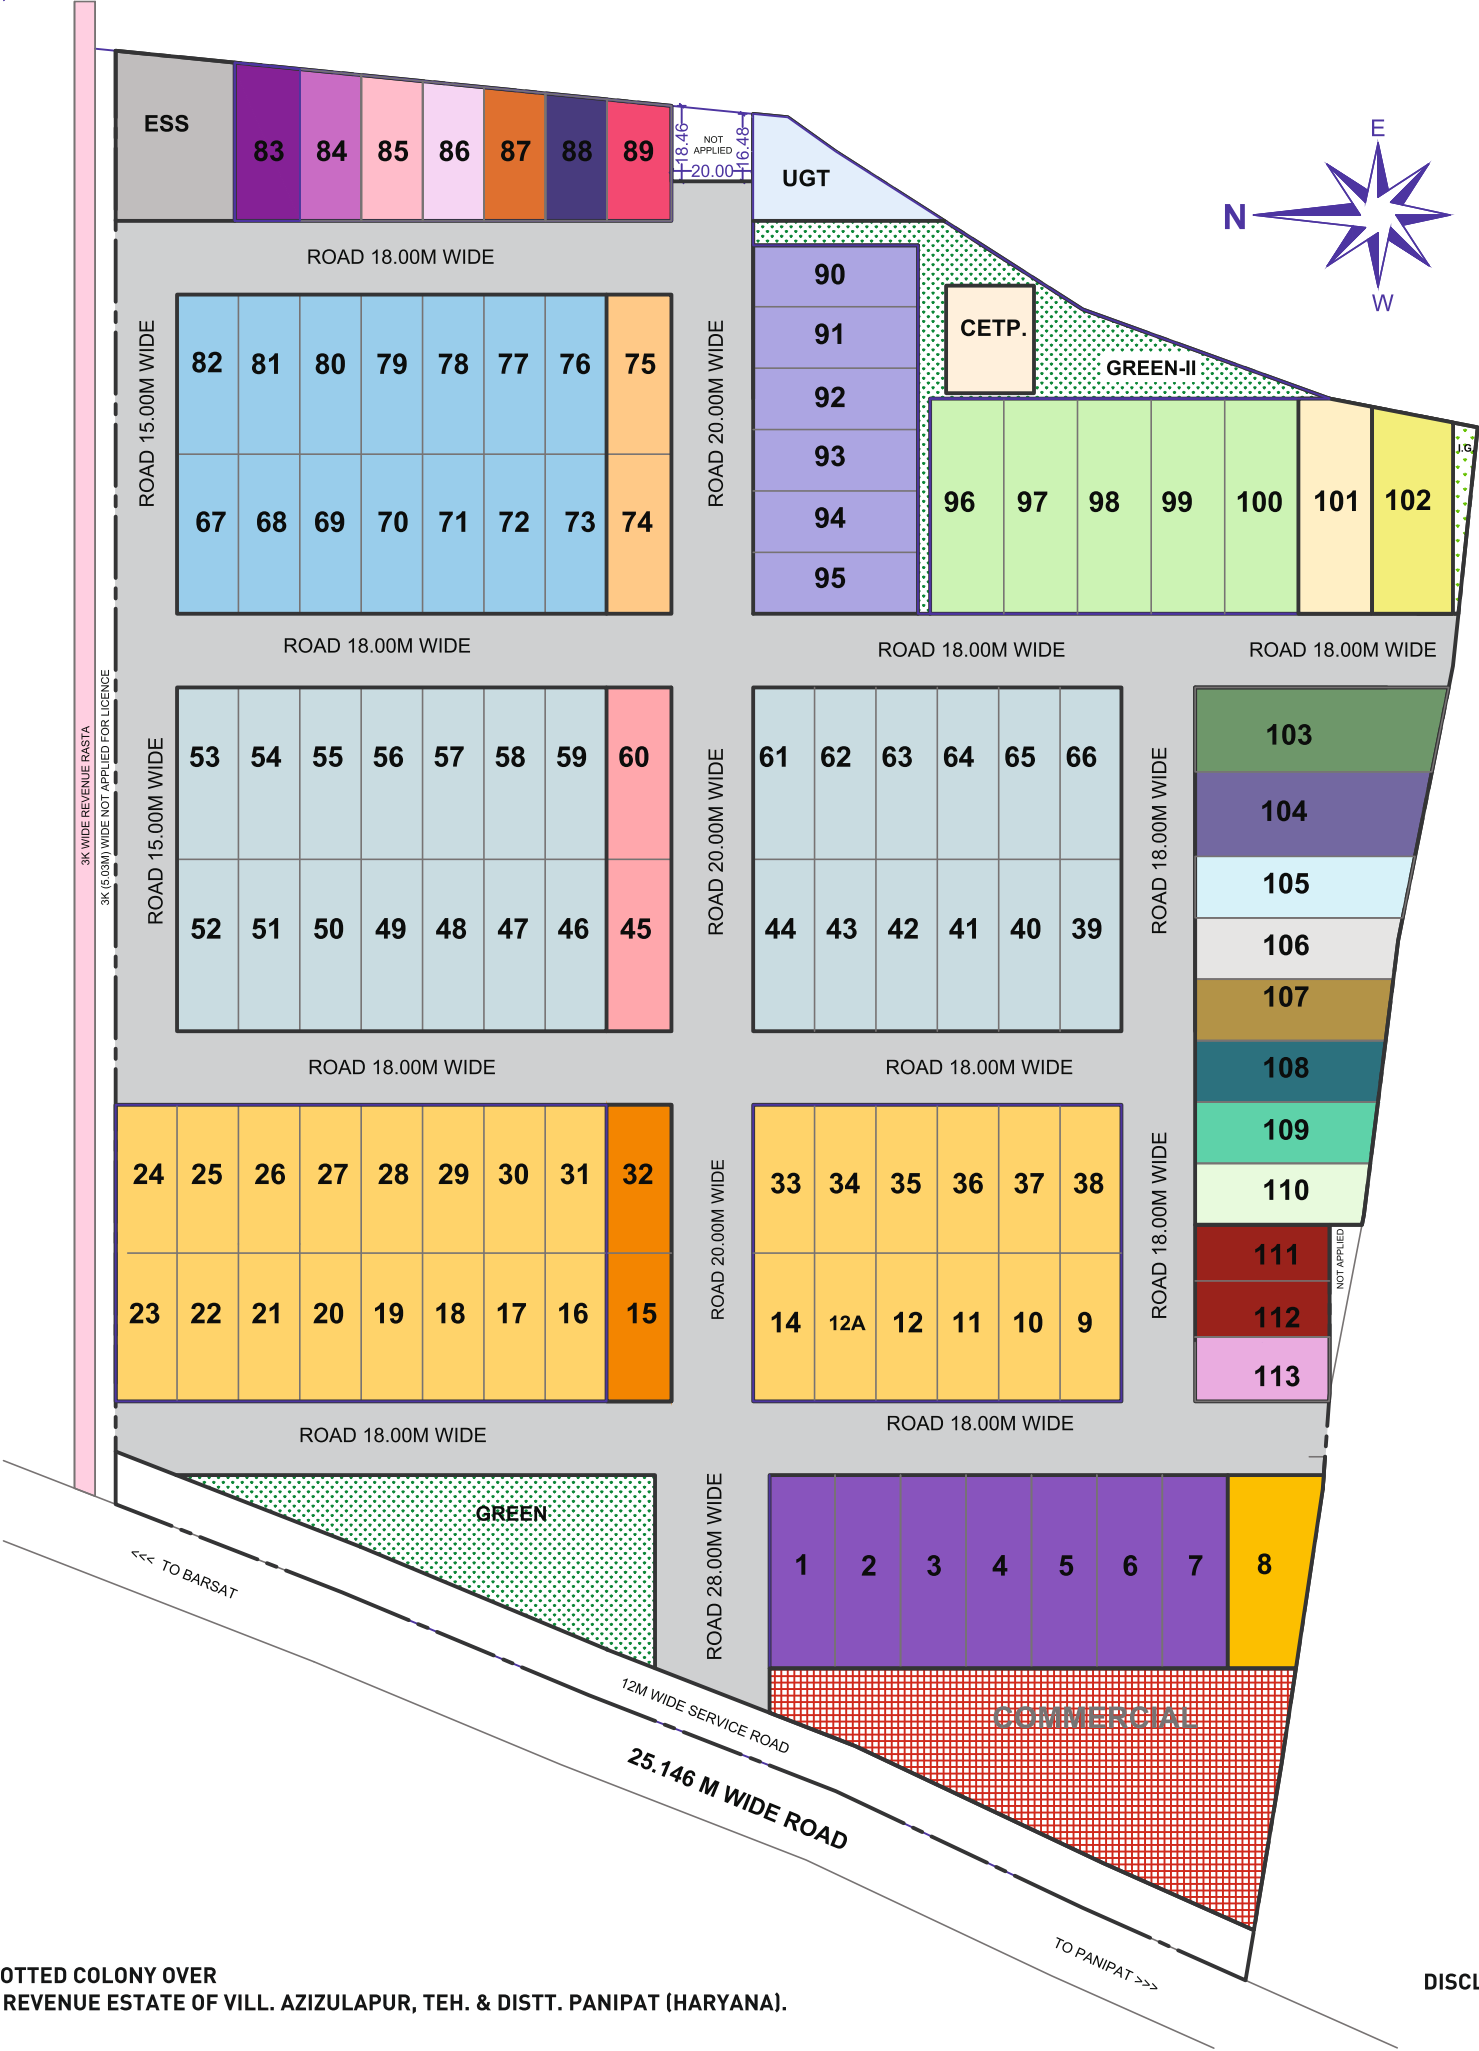 ESS
83 84 85 86 87 88 89
18.46
NOT
APPLIED
16.48
20.00
UGT
E
N
W
ROAD 18.00M WIDE
90
91
92
93
94
95
CETP.
GREEN-II
ROAD 15.00M WIDE
82 81 80 79 78 77 76 75
67 68 69 70 71 72 73 74
ROAD 20.00M WIDE
96 97 98 99 100 101 102
I.G.
ROAD 18.00M WIDE
ROAD 18.00M WIDE
ROAD 18.00M WIDE
3K WIDE REVENUE RASTA
3K (5.03M) WIDE NOT APPLIED FOR LICENCE
ROAD 15.00M WIDE
53 54 55 56 57 58 59 60
52 51 50 49 48 47 46 45
ROAD 20.00M WIDE
61 62 63 64 65 66
44 43 42 41 40 39
ROAD 18.00M WIDE
103
104
105
106
107
108
109
110
111
112
113
NOT APPLIED
ROAD 18.00M WIDE
ROAD 18.00M WIDE
24 25 26 27 28 29 30 31 32
23 22 21 20 19 18 17 16 15
ROAD 20.00M WIDE
33 34 35 36 37 38
14 12A 12 11 10 9
ROAD 18.00M WIDE
ROAD 18.00M WIDE
ROAD 18.00M WIDE
GREEN
ROAD 28.00M WIDE
1 2 3 4 5 6 7 8
COMMERCIAL
<<< TO BARSAT
12M WIDE SERVICE ROAD
25.146 M WIDE ROAD
TO PANIPAT >>>
OTTED COLONY OVER
REVENUE ESTATE OF VILL. AZIZULAPUR, TEH. & DISTT. PANIPAT (HARYANA).
DISCL